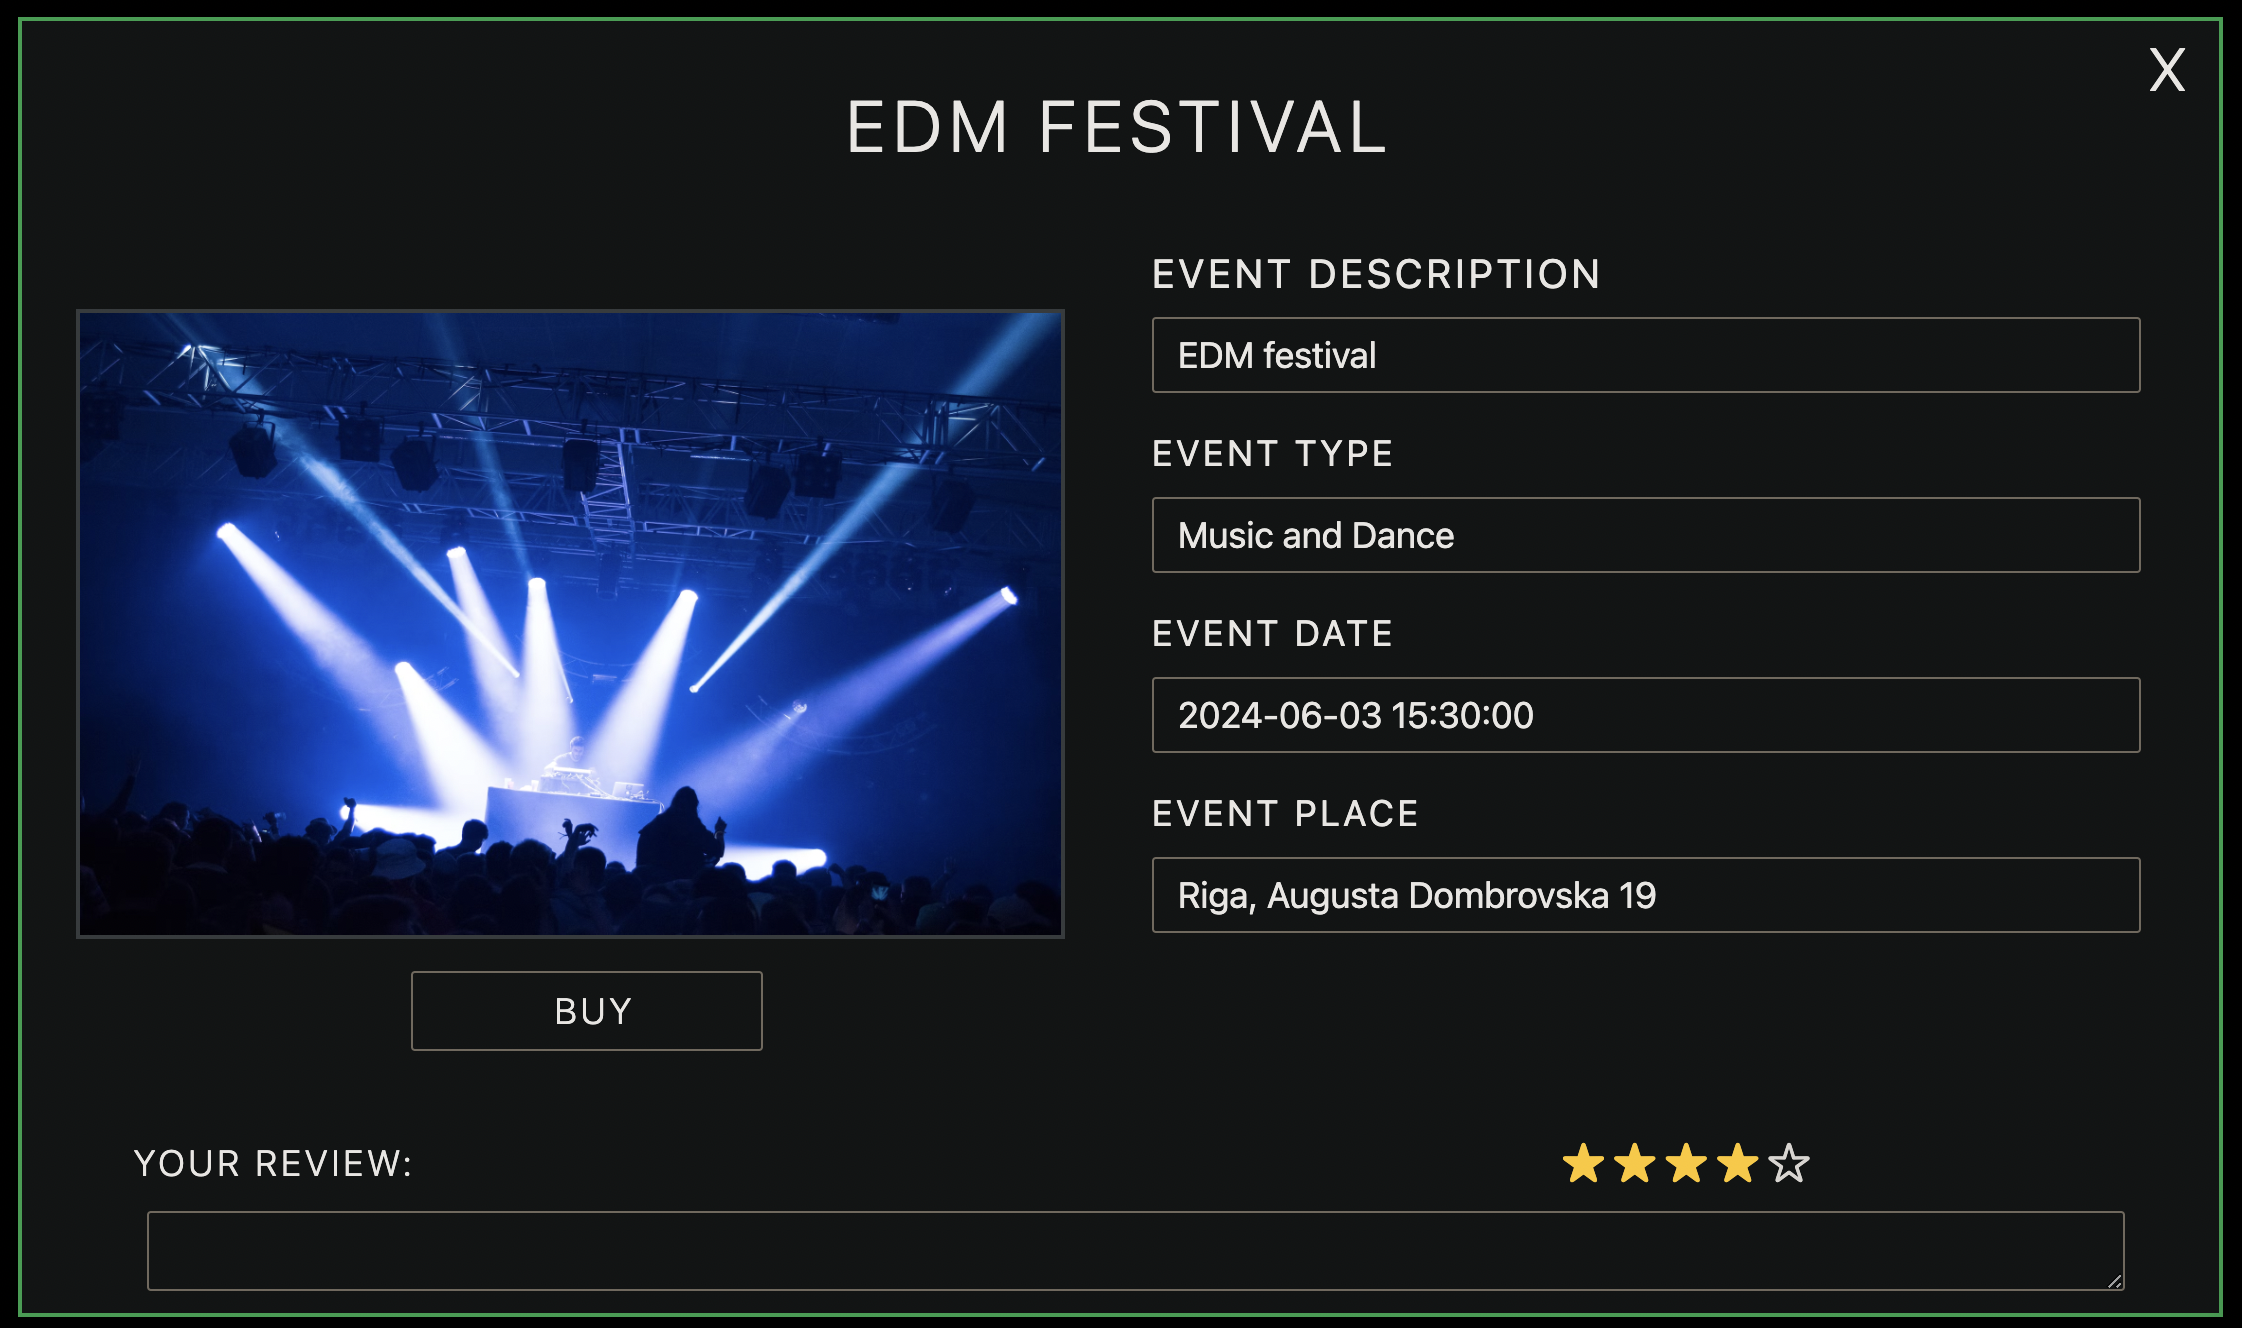 X
EDM FESTIVAL
EVENT DESCRIPTION
EDM festival
EVENT TYPE
Music and Dance
EVENT DATE
2024-06-03 15:30:00
EVENT PLACE
Riga, Augusta Dombrovska 19
BUY
YOUR REVIEW: